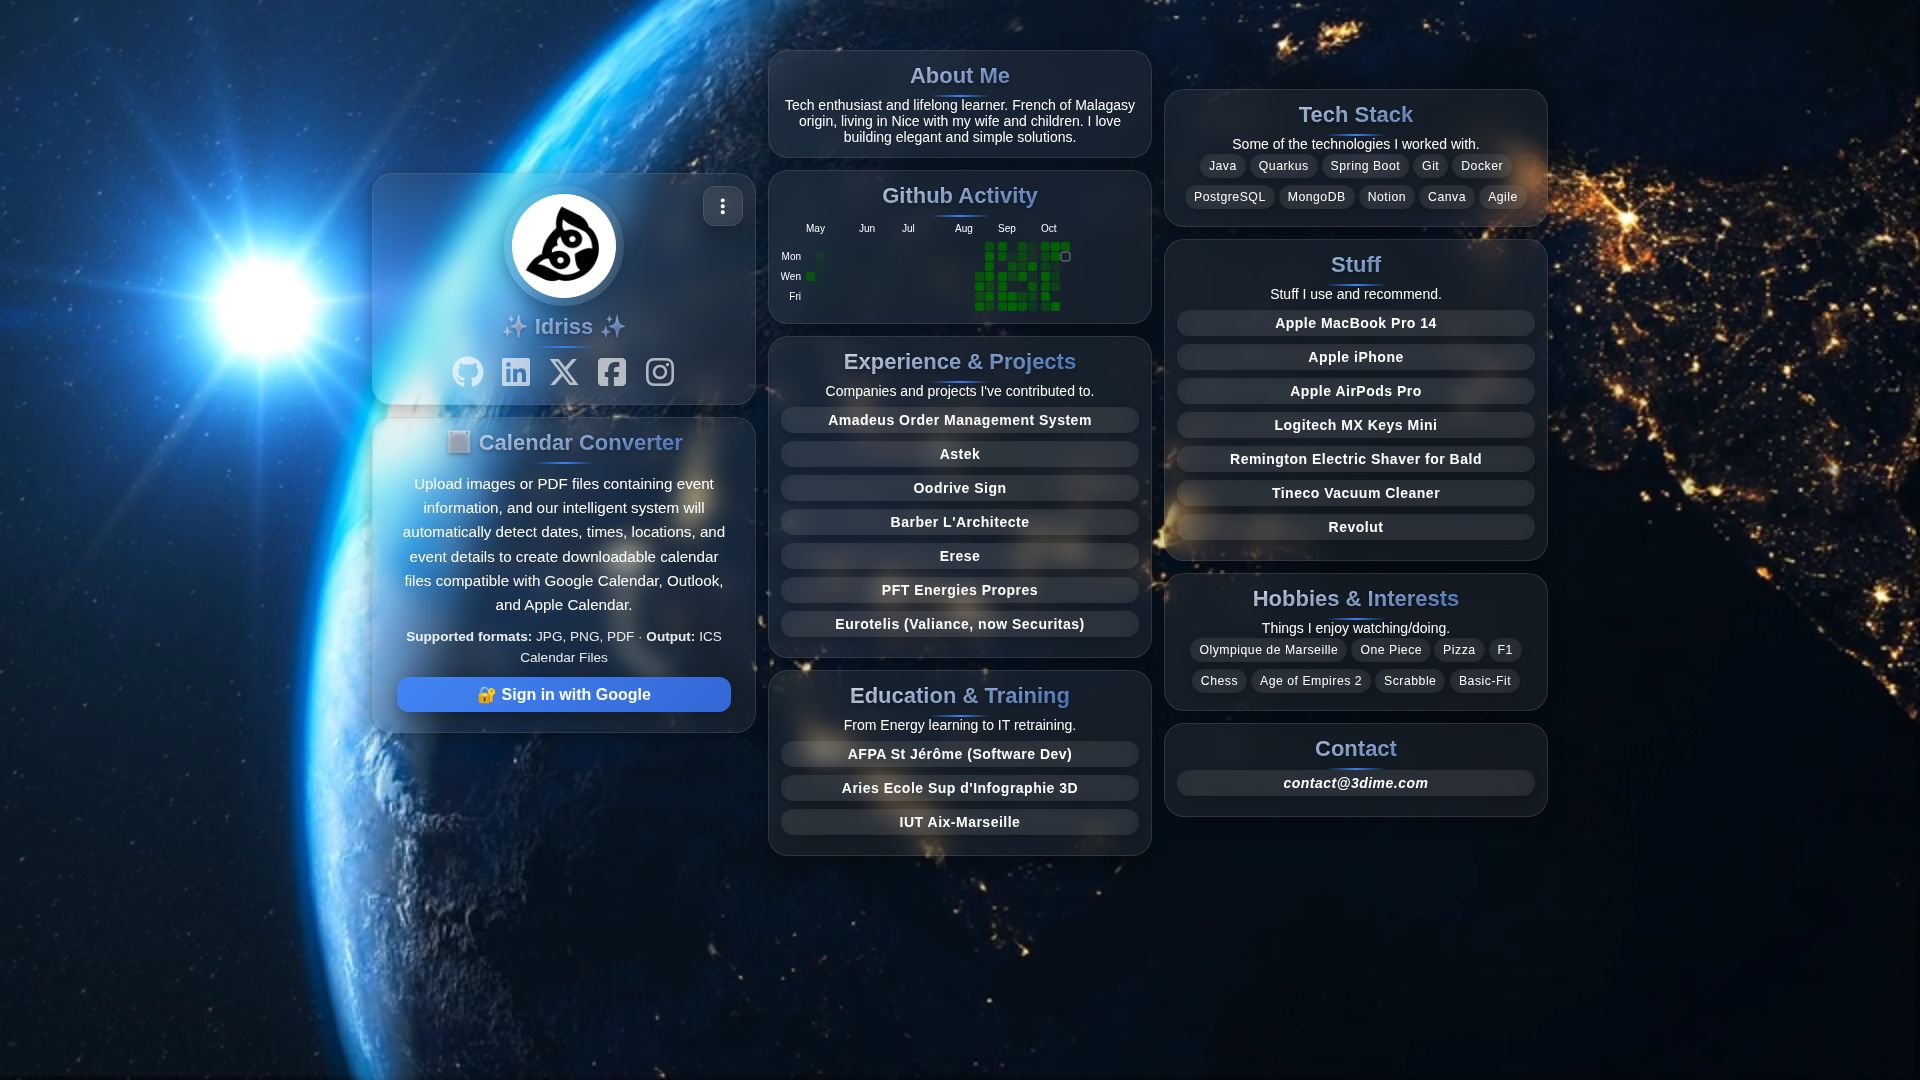 ✨ Idriss ✨
Calendar Converter
Upload images or PDF files containing event
information, and our intelligent system will
automatically detect dates, times, locations, and
event details to create downloadable calendar
files compatible with Google Calendar, Outlook,
and Apple Calendar.
Supported formats: JPG, PNG, PDF · Output: ICS
Calendar Files
🔐 Sign in with Google
About Me
Tech enthusiast and lifelong learner. French of Malagasy
origin, living in Nice with my wife and children. I love
building elegant and simple solutions.
Github Activity
May Jun Jul Aug Sep Oct
Mon
Wen
Fri
Experience & Projects
Companies and projects I've contributed to.
Amadeus Order Management System
Astek
Oodrive Sign
Barber L'Architecte
Erese
PFT Energies Propres
Eurotelis (Valiance, now Securitas)
Education & Training
From Energy learning to IT retraining.
AFPA St Jérôme (Software Dev)
Aries Ecole Sup d'Infographie 3D
IUT Aix-Marseille
Tech Stack
Some of the technologies I worked with.
Java Quarkus Spring Boot Git Docker
PostgreSQL MongoDB Notion Canva Agile
Stuff
Stuff I use and recommend.
Apple MacBook Pro 14
Apple iPhone
Apple AirPods Pro
Logitech MX Keys Mini
Remington Electric Shaver for Bald
Tineco Vacuum Cleaner
Revolut
Hobbies & Interests
Things I enjoy watching/doing.
Olympique de Marseille One Piece Pizza F1
Chess Age of Empires 2 Scrabble Basic-Fit
Contact
contact@3dime.com